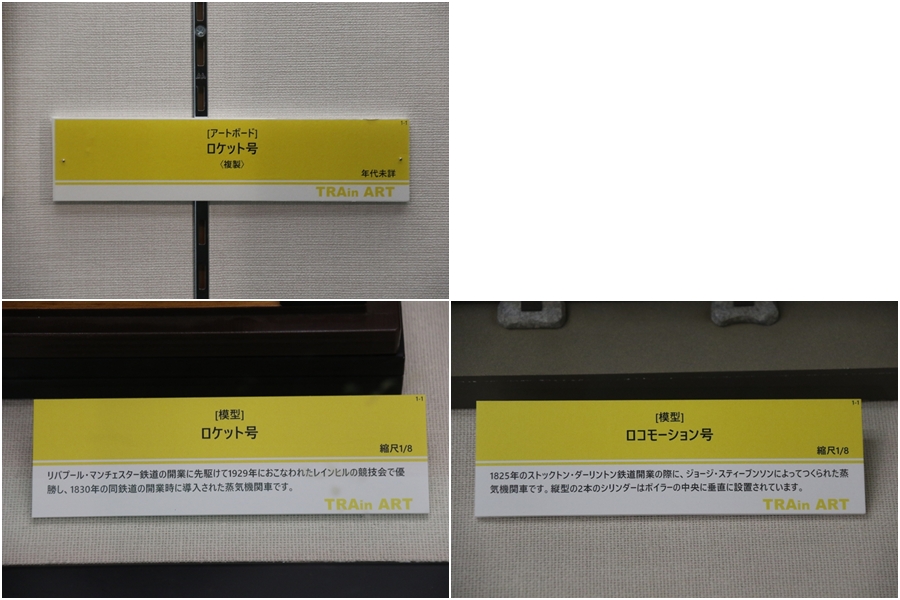 1-1
[アートボード]
ロケット号
〈複製〉
年代未詳
TRAin ART
1-1
[模型]
ロケット号
縮尺1/8
リバプール・マンチェスター鉄道の開業に先駆けて1929年におこなわれたレインヒルの競技会で優
勝し、1830年の同鉄道の開業時に導入された蒸気機関車です。
TRAin ART
1-1
[模型]
ロコモーション号
縮尺1/8
1825年のストックトン・ダーリントン鉄道開業の際に、ジョージ・スティーブンソンによってつくられた蒸
気機関車です。縦型の2本のシリンダーはボイラーの中央に垂直に設置されています。
TRAin ART